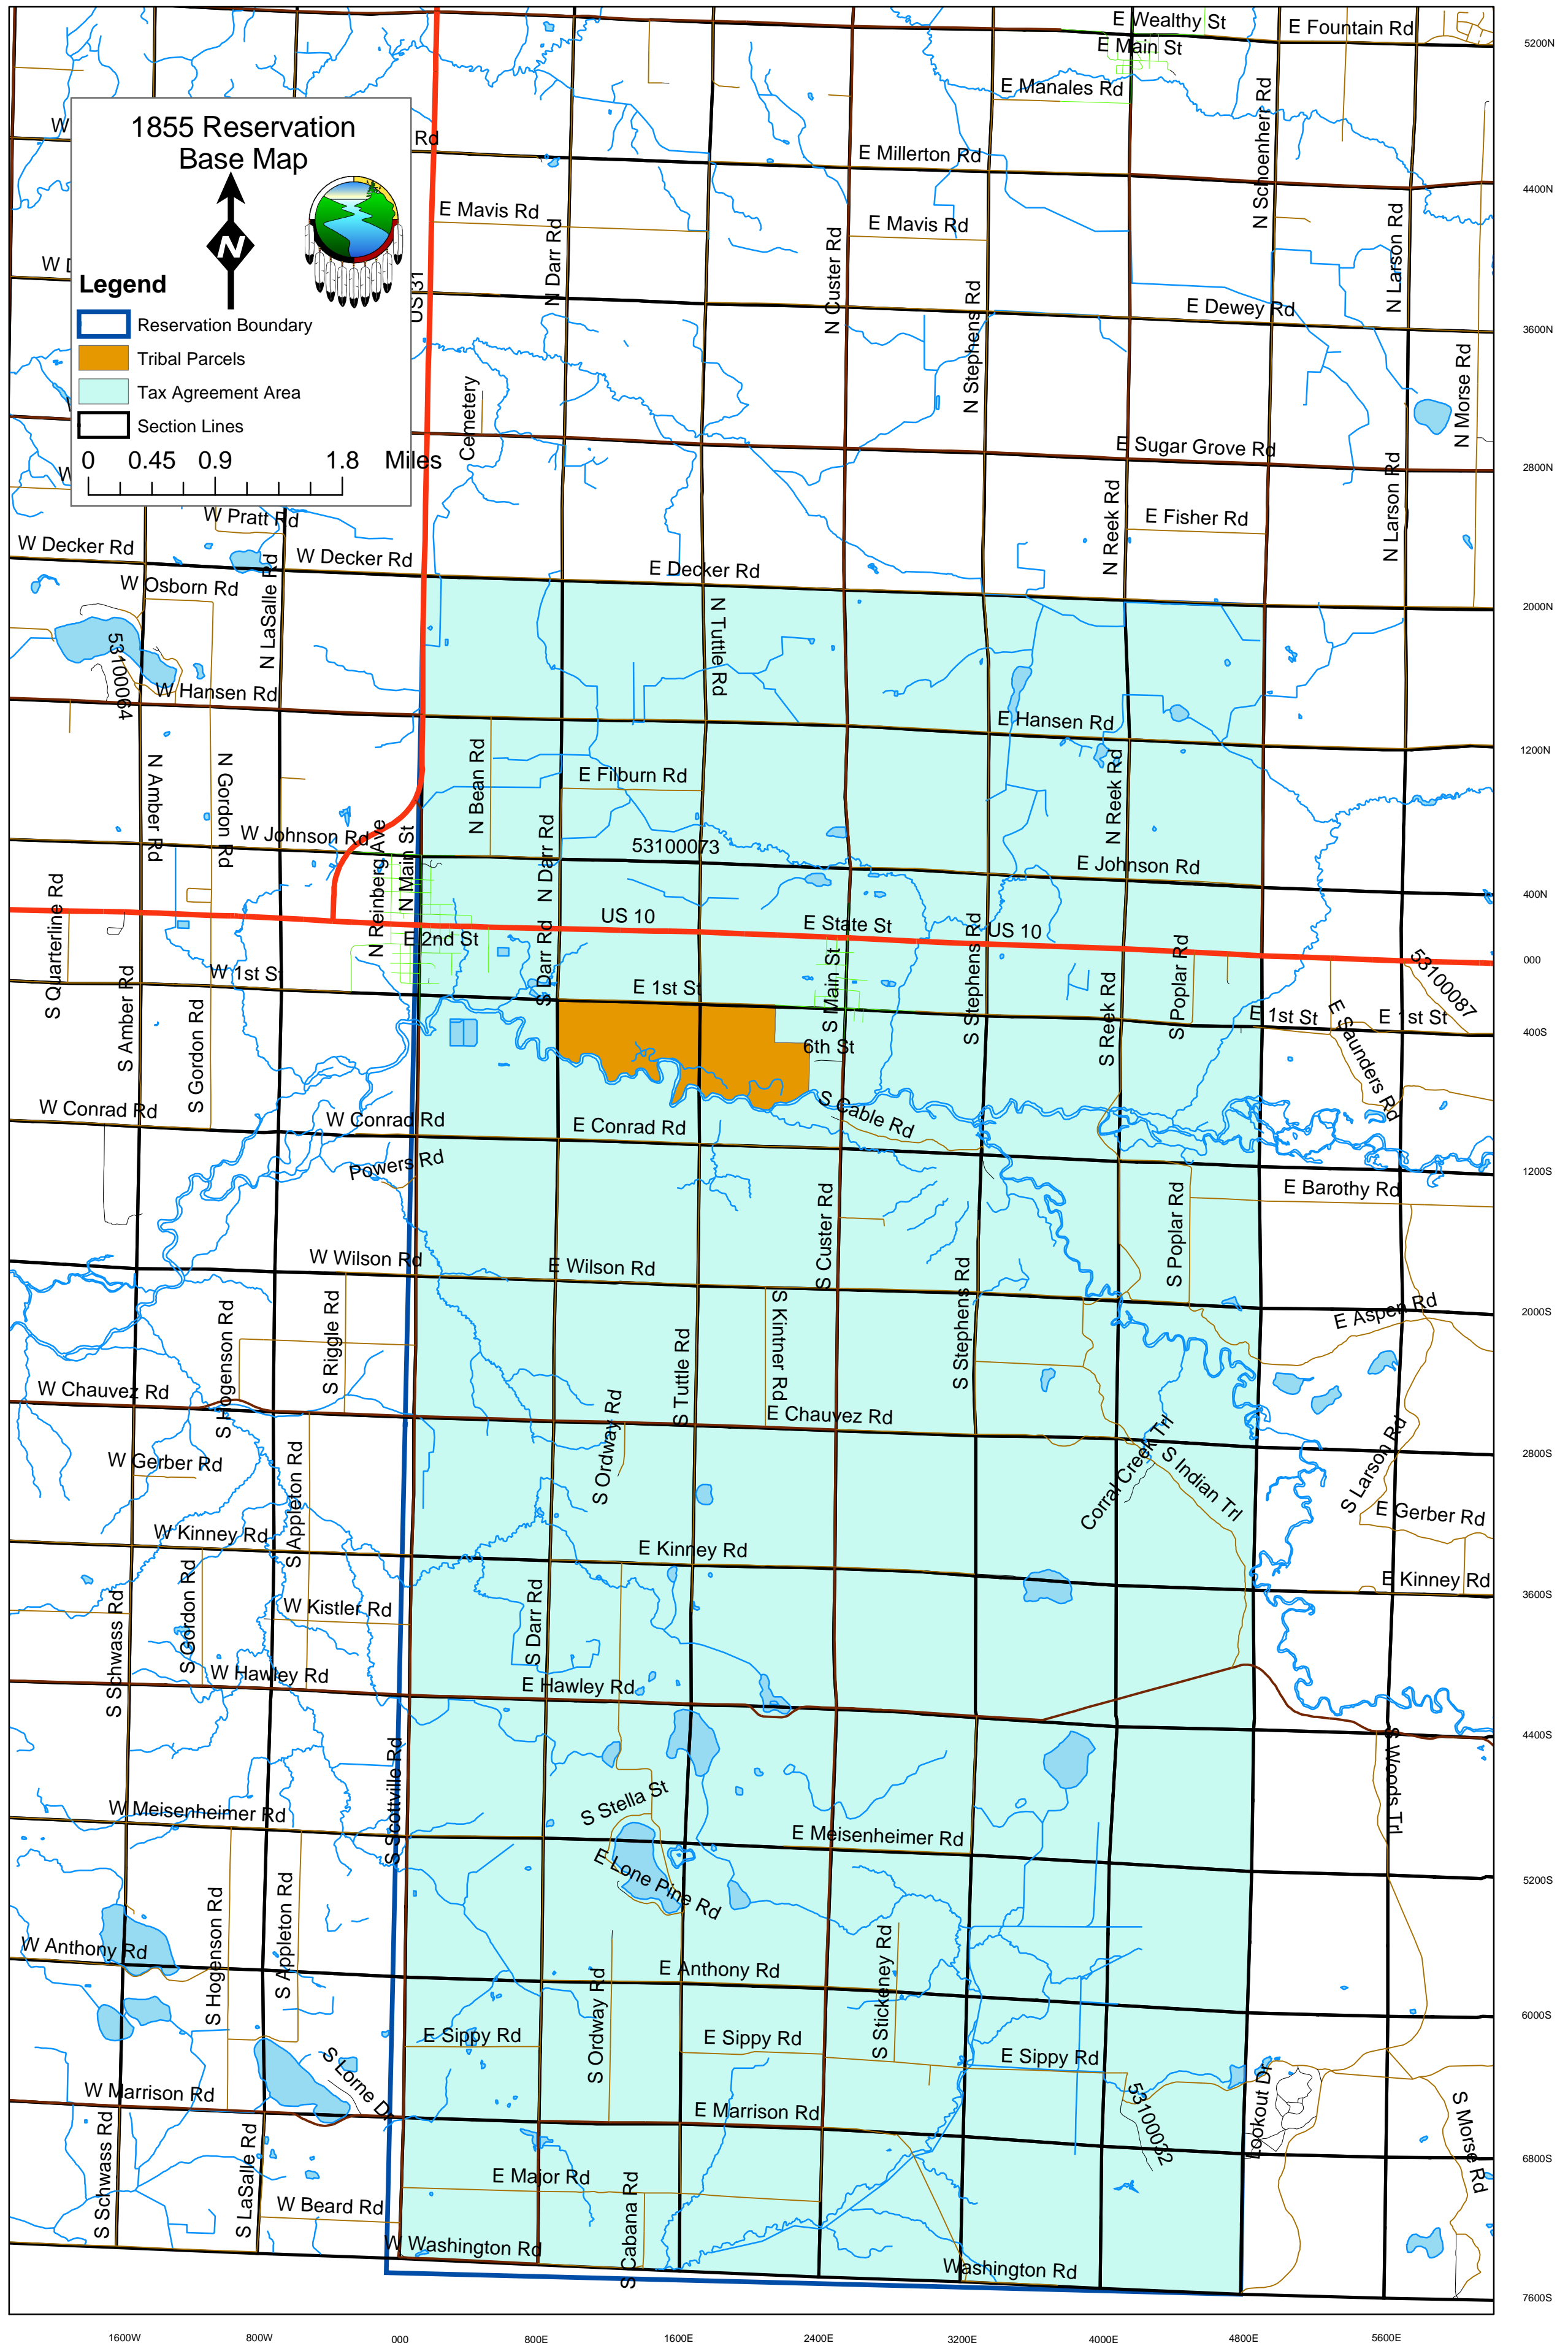 E Wealthy St
E Fountain Rd
5200N
E Main St
E Manales Rd
N Schoenherr Rd
1855 Reservation
Base Map
N
Legend
Reservation Boundary
Tribal Parcels
Tax Agreement Area
Section Lines
0 0.45 0.9 1.8 Miles
W
Rd
E Millerton Rd
4400N
E Mavis Rd
E Mavis Rd
N Darr Rd
N Custer Rd
N Larson Rd
W D
US 31
N Stephens Rd
E Dewey Rd
3600N
Cemetery
N Morse Rd
E Sugar Grove Rd
2800N
W
W Pratt Rd
N Reek Rd
E Fisher Rd
N Larson Rd
W Decker Rd
W Decker Rd
E Decker Rd
W Osborn Rd
N LaSalle Rd
N Tuttle Rd
2000N
53100064
W Hansen Rd
E Hansen Rd
1200N
N Amber Rd
N Gordon Rd
N Bean Rd
E Filburn Rd
N Reek Rd
W Johnson Rd
N Reinberg Ave
N Main St
N Darr Rd
53100073
E Johnson Rd
400N
S Quarterline Rd
US 10
E State St
US 10
E 2nd St
S Darr Rd
S Main St
S Stephens Rd
S Poplar Rd
000
53100087
W 1st St
E 1st St
E 1st St
E 1st St
E Saunders Rd
S Amber Rd
S Gordon Rd
6th St
S Reek Rd
400S
W Conrad Rd
W Conrad Rd
E Conrad Rd
S Cable Rd
Powers Rd
1200S
E Barothy Rd
S Custer Rd
S Poplar Rd
W Wilson Rd
E Wilson Rd
S Stephens Rd
S Hogenson Rd
S Riggle Rd
S Tuttle Rd
S Kintner Rd
E Aspen Rd
2000S
W Chauvez Rd
E Chauvez Rd
S Ordway Rd
W Gerber Rd
S Appleton Rd
Corral Creek Trl
S Indian Trl
S Larson Rd
2800S
E Gerber Rd
W Kinney Rd
E Kinney Rd
E Kinney Rd
3600S
S Schwass Rd
S Gordon Rd
W Kistler Rd
S Darr Rd
W Hawley Rd
E Hawley Rd
4400S
S Scottville Rd
S Woods Trl
W Meisenheimer Rd
S Stella St
E Meisenheimer Rd
E Lone Pine Rd
5200S
W Anthony Rd
S Hogenson Rd
S Appleton Rd
S Ordway Rd
E Anthony Rd
S Stickeney Rd
6000S
E Sippy Rd
E Sippy Rd
E Sippy Rd
S Lorne Dr
W Marrison Rd
E Marrison Rd
53100032
Lookout Dr
S Morse Rd
S Schwass Rd
S LaSalle Rd
E Major Rd
6800S
W Beard Rd
S Cabana Rd
W Washington Rd
Washington Rd
7600S
1600W 800W 000 800E 1600E 2400E 3200E 4000E 4800E 5600E